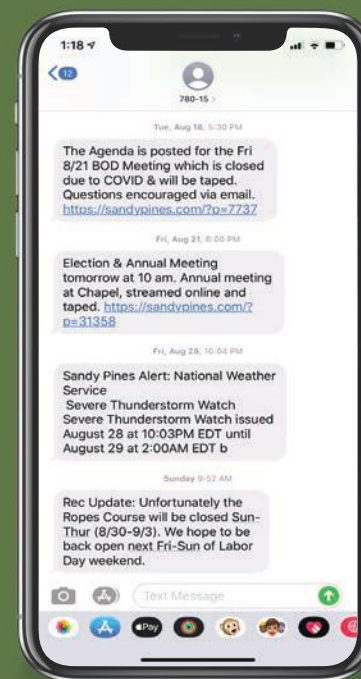 1:18
12
780-15 >
Tue, Aug 18, 5:30 PM
The Agenda is posted for the Fri
8/21 BOD Meeting which is closed
due to COVID & will be taped.
Questions encouraged via email.
https://sandypines.com/?p=7737
Fri, Aug 21, 6:00 PM
Election & Annual Meeting
tomorrow at 10 am. Annual meeting
at Chapel, streamed online and
taped. https://sandypines.com/?
p=31358
Fri, Aug 28, 10:04 PM
Sandy Pines Alert: National Weather
Service
Severe Thunderstorm Watch
Severe Thunderstorm Watch issued
August 28 at 10:03PM EDT until
August 29 at 2:00AM EDT b
Sunday 9:52 AM
Rec Update: Unfortunately the
Ropes Course will be closed Sun-
Thur (8/30-9/3). We hope to be
back open next Fri-Sun of Labor
Day weekend.
Text Message
Pay